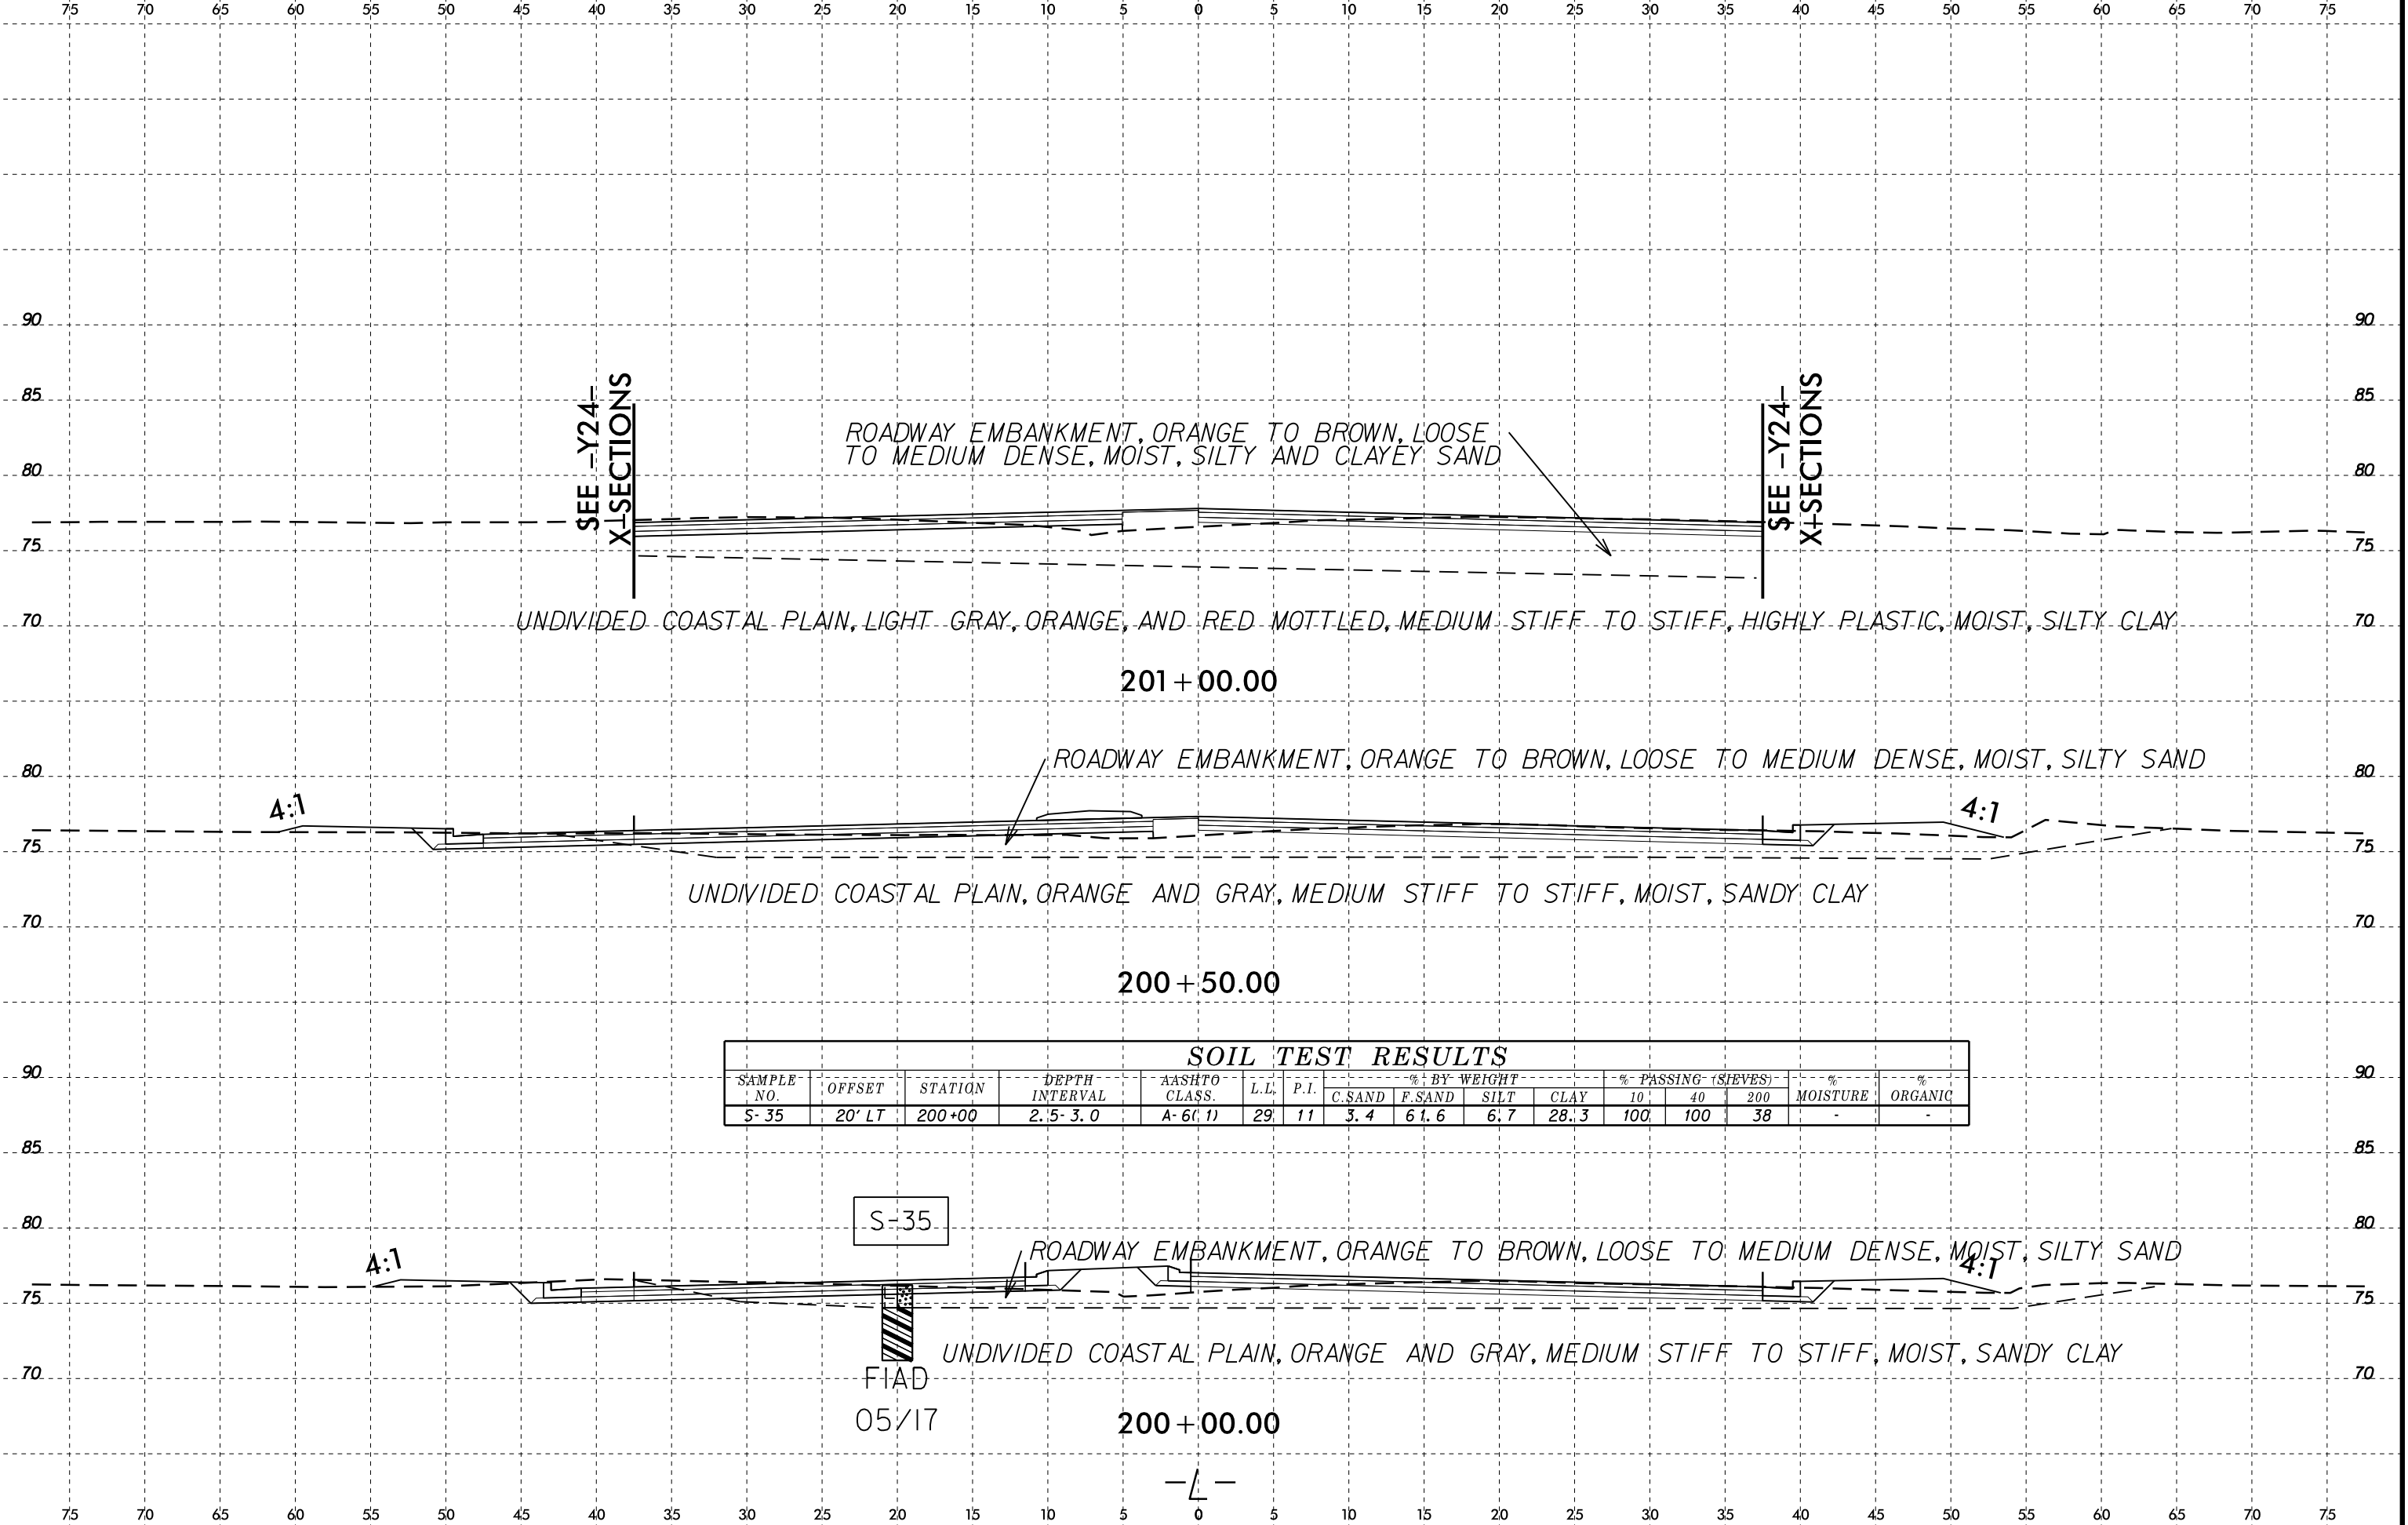 75 70 65 60 55 50 45 40 35 30 25 20 15 10 5 0 5 10 15 20 25 30 35 40 45 50 55 60 65 70 75
90 90
85 85
SEE -Y24-
X-SECTIONS
SEE -Y24-
X-SECTIONS
ROADWAY EMBANKMENT, ORANGE TO BROWN, LOOSE
TO MEDIUM DENSE, MOIST, SILTY AND CLAYEY SAND
80 80
75 75
UNDIVIDED COASTAL PLAIN, LIGHT GRAY, ORANGE, AND RED MOTTLED, MEDIUM STIFF TO STIFF, HIGHLY PLASTIC, MOIST, SILTY CLAY
70 70
201+00.00
ROADWAY EMBANKMENT, ORANGE TO BROWN, LOOSE TO MEDIUM DENSE, MOIST, SILTY SAND
80 80
4:1 4:1
75 75
UNDIVIDED COASTAL PLAIN, ORANGE AND GRAY, MEDIUM STIFF TO STIFF, MOIST, SANDY CLAY
70 70
200+50.00
SOIL TEST RESULTS
90 90
SAMPLE NO. OFFSET STATION DEPTH INTERVAL AASHTO CLASS. L.L. P.I. % BY WEIGHT C.SAND F.SAND SILT CLAY % PASSING (SIEVES) 10 40 200 % MOISTURE % ORGANIC
S-35 20' LT 200+00 2.5-3.0 A-6(1) 29 11 3.4 61.6 6.7 28.3 100 100 38 - -
85 85
S-35
80 80
ROADWAY EMBANKMENT, ORANGE TO BROWN, LOOSE TO MEDIUM DENSE, MOIST, SILTY SAND
4:1 4:1
75 75
UNDIVIDED COASTAL PLAIN, ORANGE AND GRAY, MEDIUM STIFF TO STIFF, MOIST, SANDY CLAY
70 70
FIAD
05/17
200+00.00
-L-
75 70 65 60 55 50 45 40 35 30 25 20 15 10 5 0 5 10 15 20 25 30 35 40 45 50 55 60 65 70 75